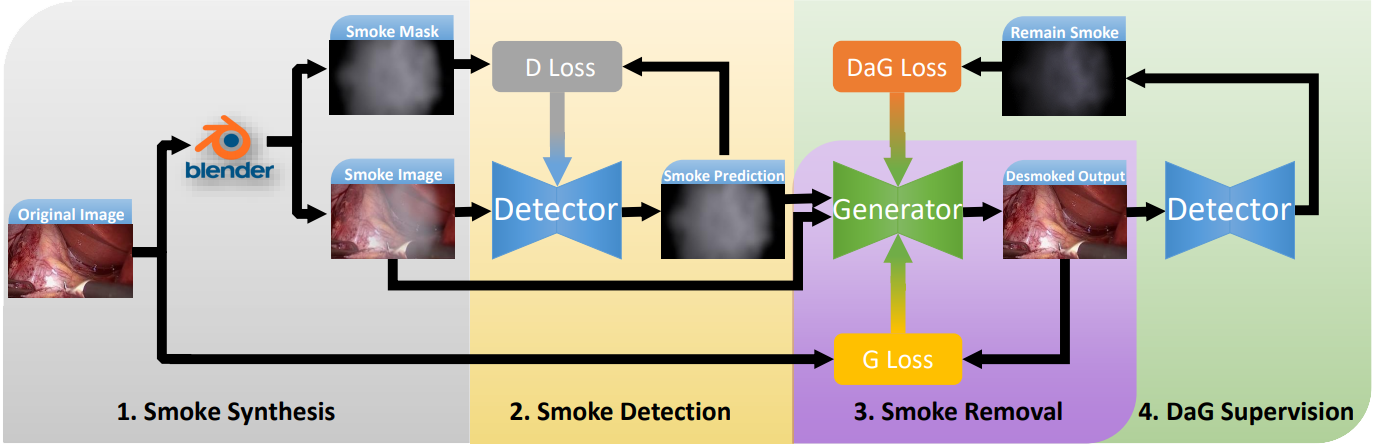 Smoke Mask
D Loss
DaG Loss
Remain Smoke
blender
Smoke Image
Smoke Prediction
Desmoked Output
Original Image
Detector
Generator
Detector
G Loss
1. Smoke Synthesis
2. Smoke Detection
3. Smoke Removal
4. DaG Supervision